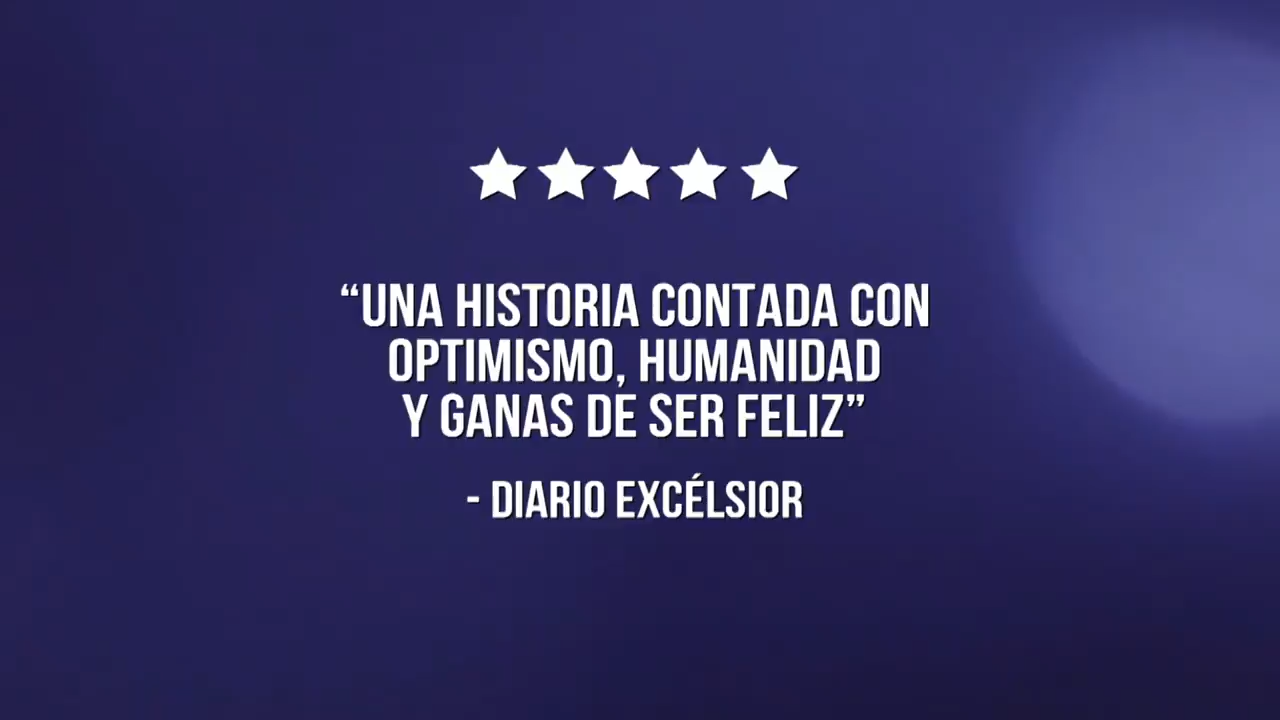 “UNA HISTORIA CONTADA CON
OPTIMISMO, HUMANIDAD
Y GANAS DE SER FELIZ”
- DIARIO EXCÉLSIOR